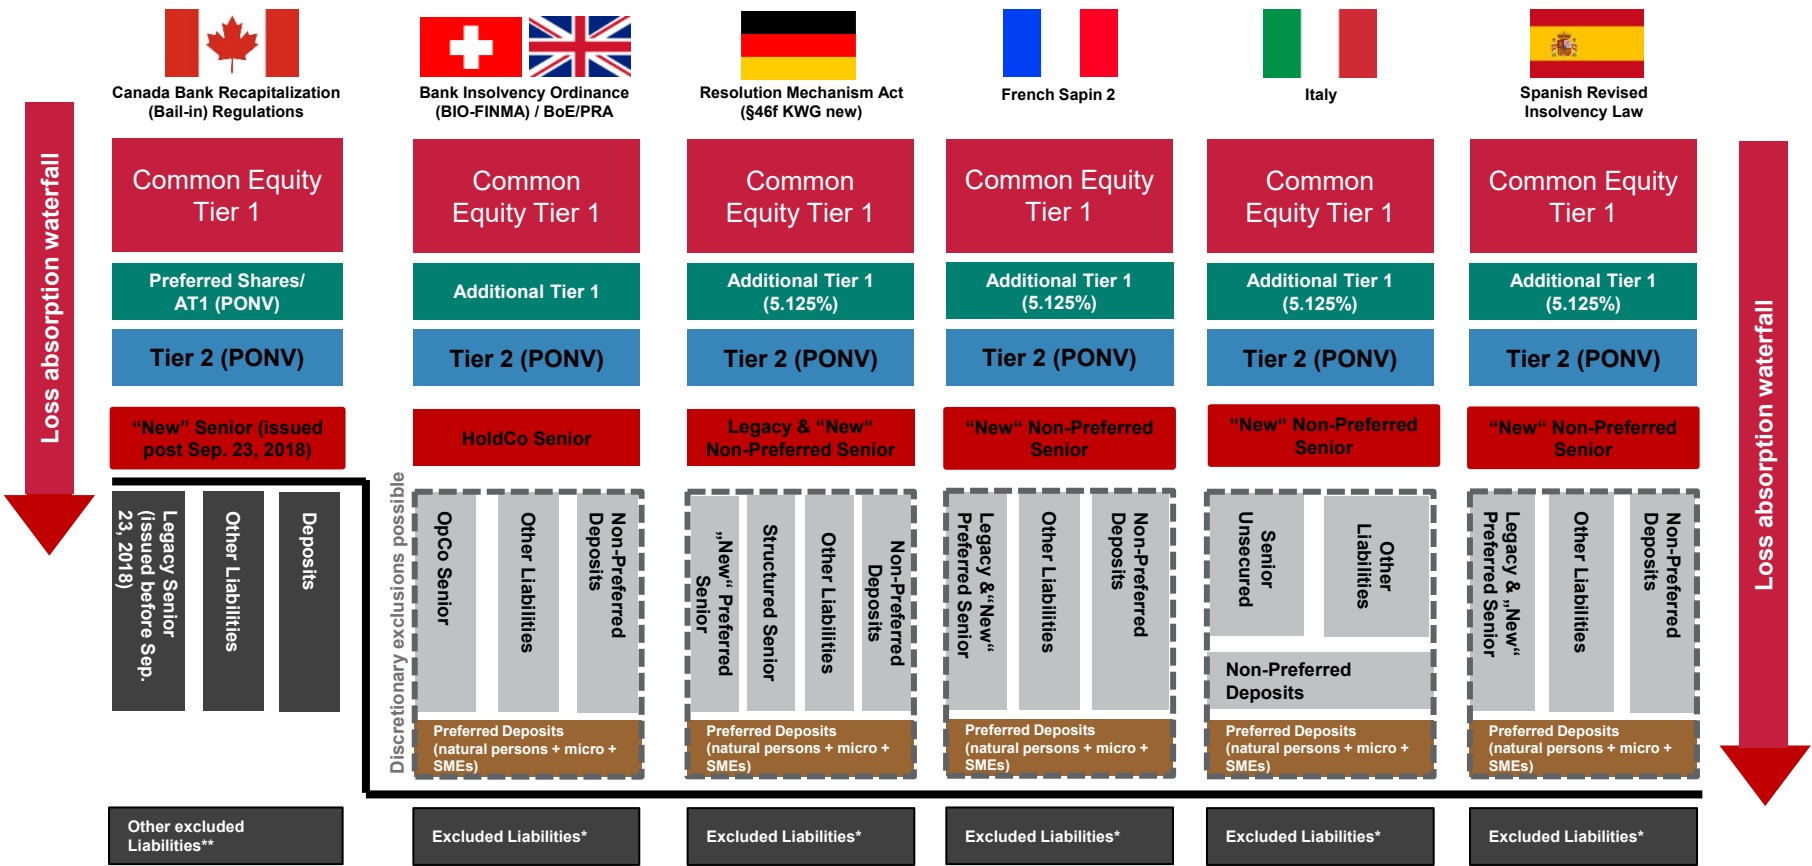 Canada Bank Recapitalization
(Bail-in) Regulations
Bank Insolvency Ordinance
(BIO-FINMA) / BoE/PRA
Resolution Mechanism Act
(§46f KWG new)
French Sapin 2
Italy
Spanish Revised
Insolvency Law
Loss absorption waterfall
Common Equity
Tier 1
Common
Equity Tier 1
Common
Equity Tier 1
Common Equity
Tier 1
Common
Equity Tier 1
Common Equity
Tier 1
Loss absorption waterfall
Preferred Shares/
AT1 (PONV)
Additional Tier 1
Additional Tier 1
(5.125%)
Additional Tier 1
(5.125%)
Additional Tier 1
(5.125%)
Additional Tier 1
(5.125%)
Tier 2 (PONV)
Tier 2 (PONV)
Tier 2 (PONV)
Tier 2 (PONV)
Tier 2 (PONV)
Tier 2 (PONV)
“New” Senior (issued
post Sep. 23, 2018)
HoldCo Senior
Legacy & “New“
Non-Preferred Senior
“New“ Non-Preferred
Senior
“New“ Non-Preferred
Senior
“New“ Non-Preferred
Senior
Legacy Senior
(issued before Sep.
23, 2018)
Other Liabilities
Deposits
Discretionary exclusions possible
OpCo Senior
Other Liabilities
Non-Preferred
Deposits
„New“ Preferred
Senior
Structured Senior
Other Liabilities
Non-Preferred
Deposits
Legacy &“New“
Preferred Senior
Other Liabilities
Non-Preferred
Deposits
Senior
Unsecured
Other
Liabilities
Non-Preferred
Deposits
Legacy & „New“
Preferred Senior
Other Liabilities
Non-Preferred
Deposits
Preferred Deposits
(natural persons + micro +
SMEs)
Preferred Deposits
(natural persons + micro +
SMEs)
Preferred Deposits
(natural persons + micro +
SMEs)
Preferred Deposits
(natural persons + micro +
SMEs)
Preferred Deposits
(natural persons + micro +
SMEs)
Other excluded
Liabilities**
Excluded Liabilities*
Excluded Liabilities*
Excluded Liabilities*
Excluded Liabilities*
Excluded Liabilities*